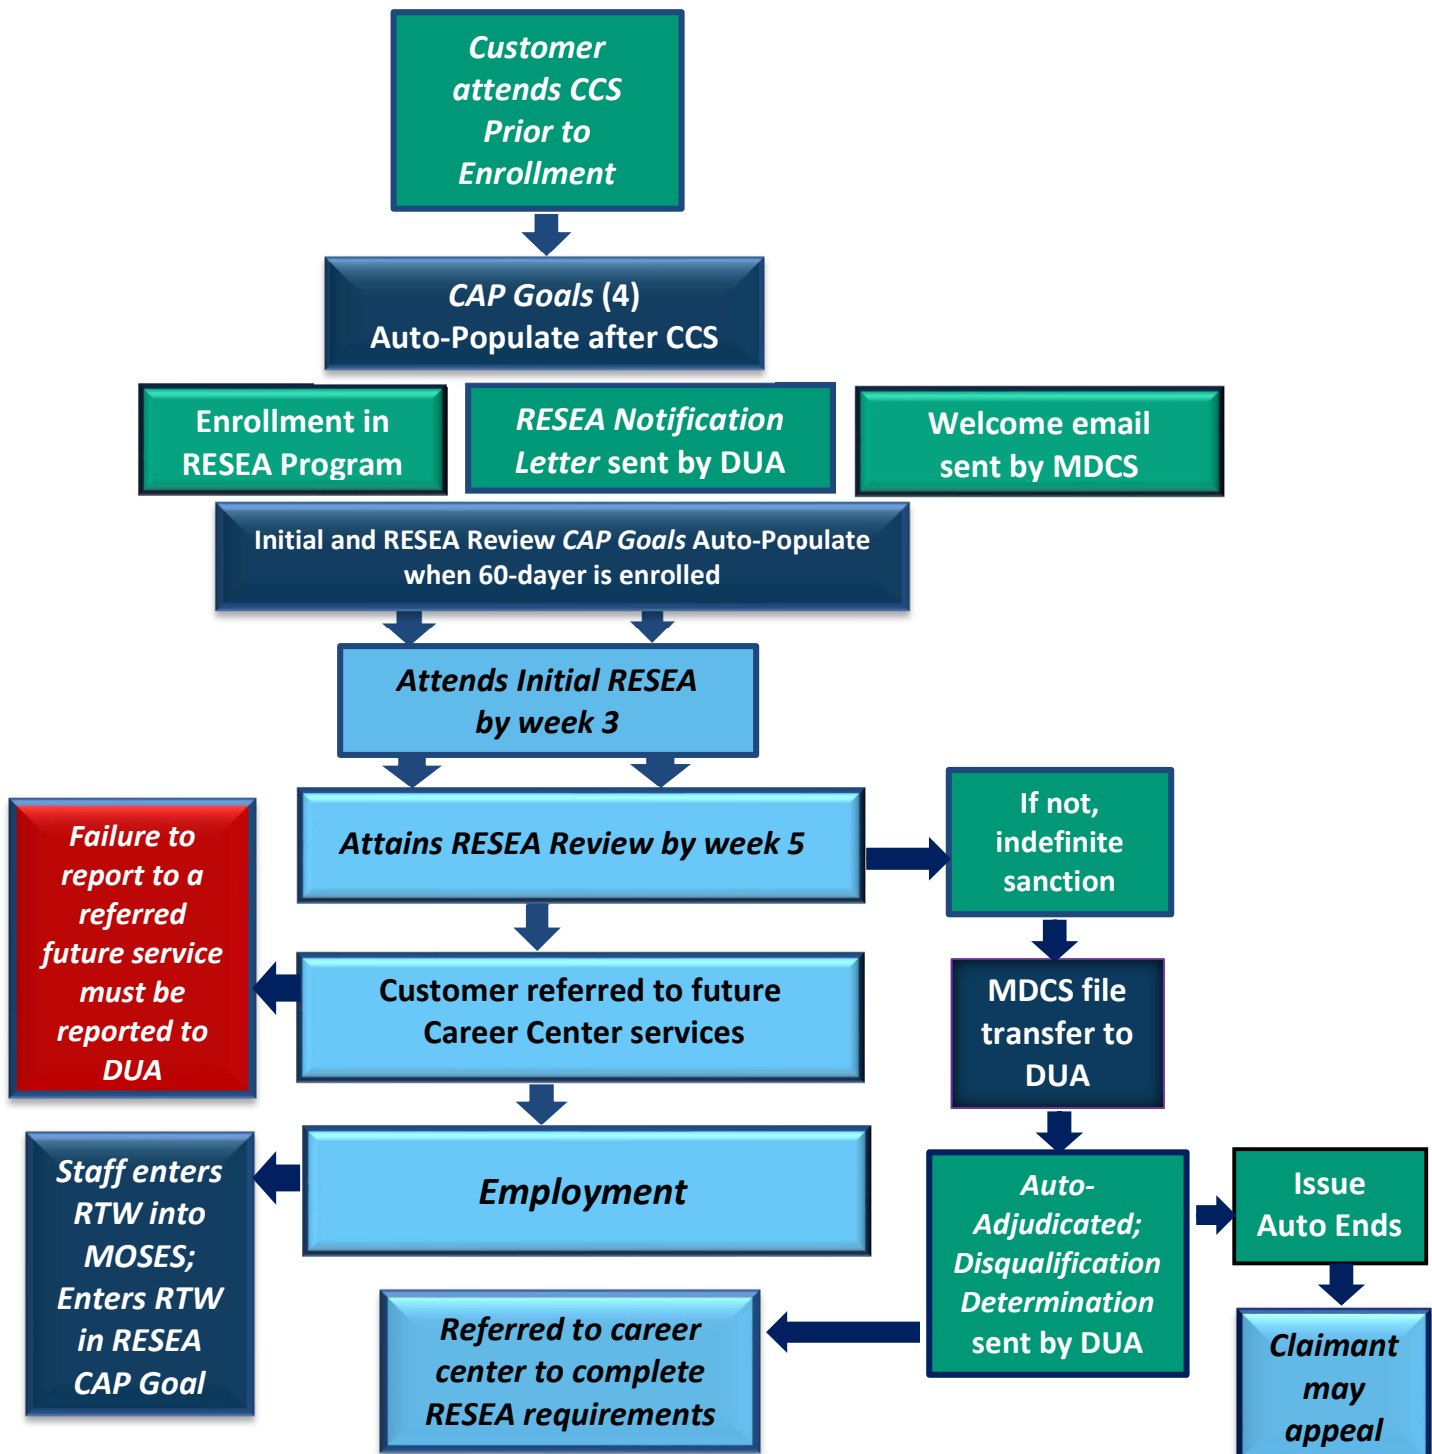 Customer
attends CCS
Prior to
Enrollment
CAP Goals (4)
Auto-Populate after CCS
Enrollment in
RESEA Program
RESEA Notification
Letter sent by DUA
Welcome email
sent by MDCS
Initial and RESEA Review CAP Goals Auto-Populate
when 60-dayer is enrolled
Attends Initial RESEA
by week 3
Attains RESEA Review by week 5
If not,
indefinite
sanction
Failure to
report to a
referred
future service
must be
reported to
DUA
Customer referred to future
Career Center services
MDCS file
transfer to
DUA
Employment
Staff enters
RTW into
MOSES;
Enters RTW
in RESEA
CAP Goal
Auto-
Adjudicated;
Disqualification
Determination
sent by DUA
Issue
Auto Ends
Referred to career
center to complete
RESEA requirements
Claimant
may
appeal